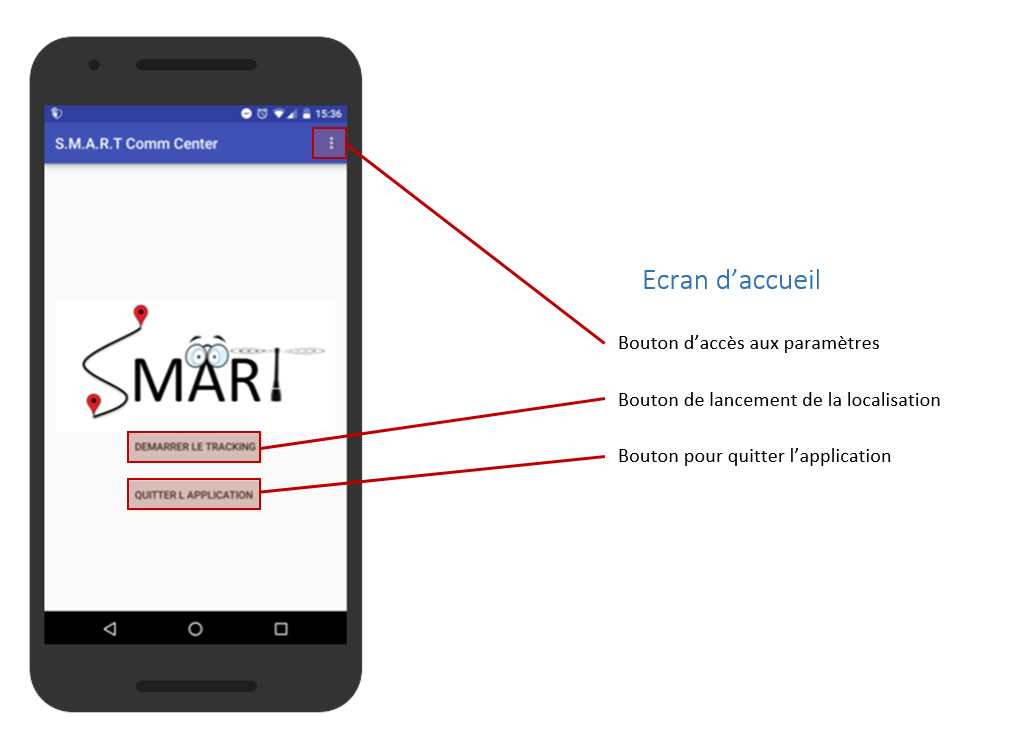 15:36
S.M.A.R.T Comm Center
Ecran d’accueil
Bouton d’accès aux paramètres
SMART
Bouton de lancement de la localisation
DEMARRER LE TRACKING
Bouton pour quitter l’application
QUITTER L APPLICATION